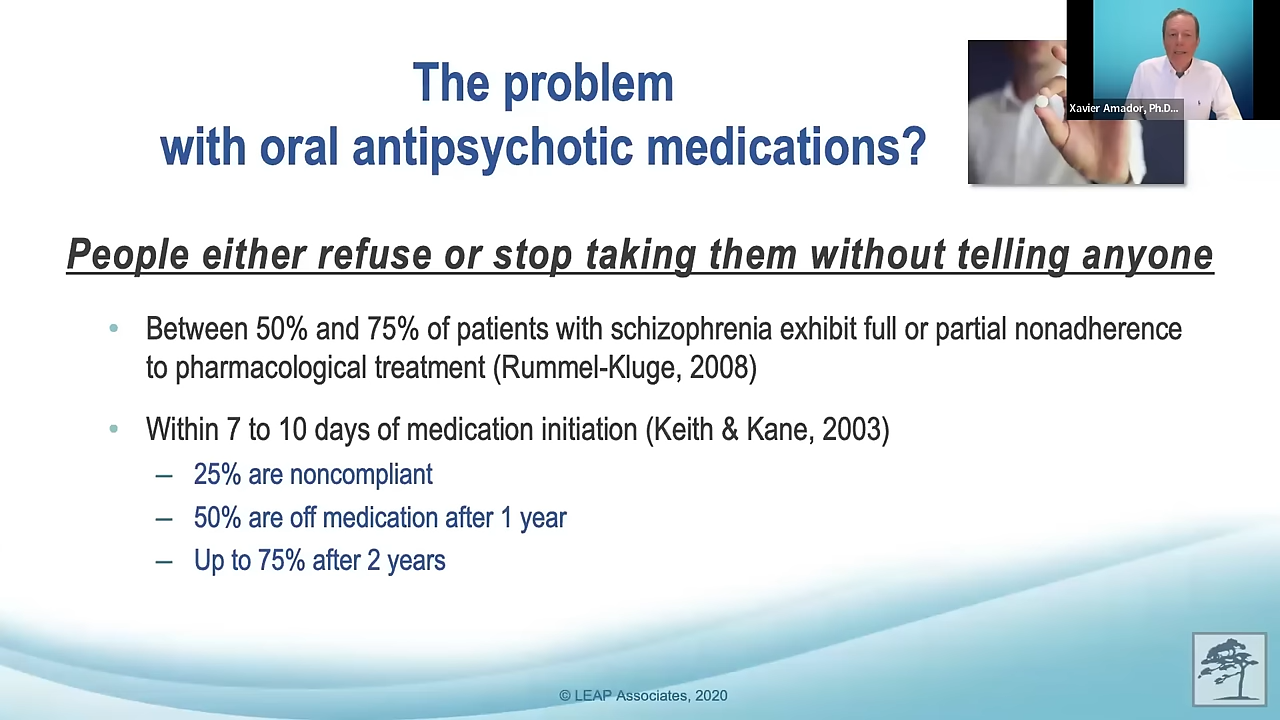 The problem
with oral antipsychotic medications?
Xavier Amador, Ph.D...
People either refuse or stop taking them without telling anyone
• Between 50% and 75% of patients with schizophrenia exhibit full or partial nonadherence
to pharmacological treatment (Rummel-Kluge, 2008)
• Within 7 to 10 days of medication initiation (Keith & Kane, 2003)
– 25% are noncompliant
– 50% are off medication after 1 year
– Up to 75% after 2 years
© LEAP Associates, 2020